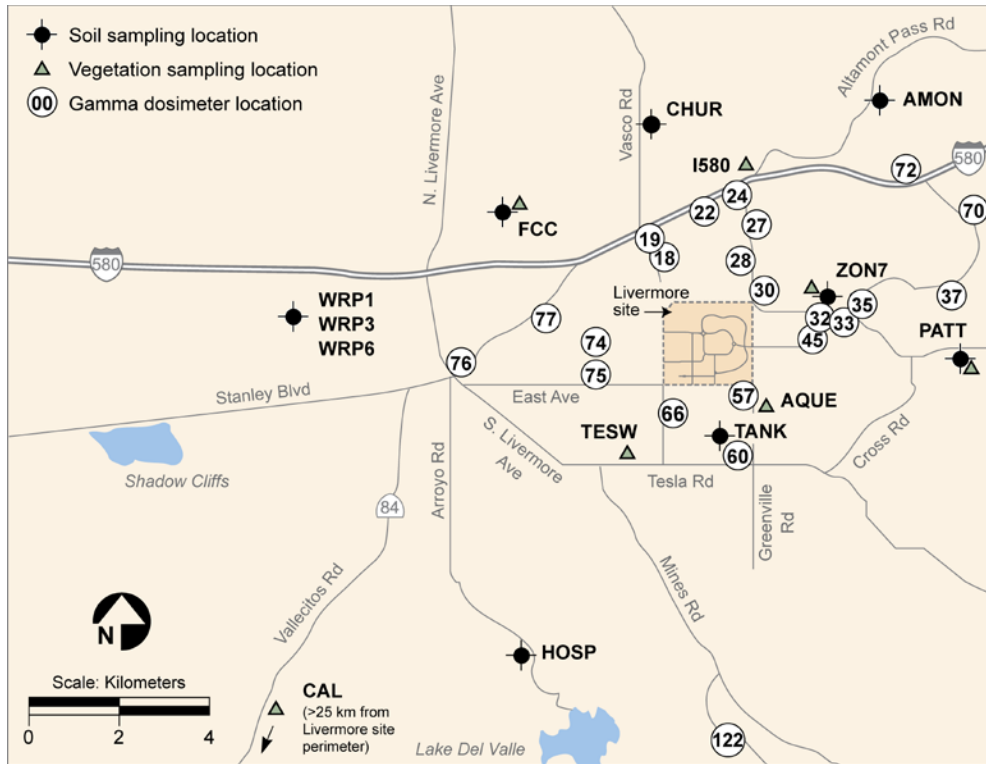 Soil sampling location
Vegetation sampling location
00 Gamma dosimeter location
N. Livermore Ave
Vasco Rd
CHUR
Altamont Pass Rd
AMON
580
I580
72
24
22
70
FCC
27
19
18
28
ZON7
580
30
37
35
Livermore
site
WRP1
WRP3
WRP6
77
32
33
45
PATT
74
76
75
57
AQUE
Stanley Blvd
East Ave
66
Cross Rd
TESW
TANK
S. Livermore
Ave
60
Shadow Cliffs
Tesla Rd
Arroyo Rd
84
Greenville
Rd
Mines Rd
Vallecitos Rd
N
HOSP
Scale: Kilometers
0 2 4
CAL
(>25 km from
Livermore site
perimeter)
Lake Del Valle
122